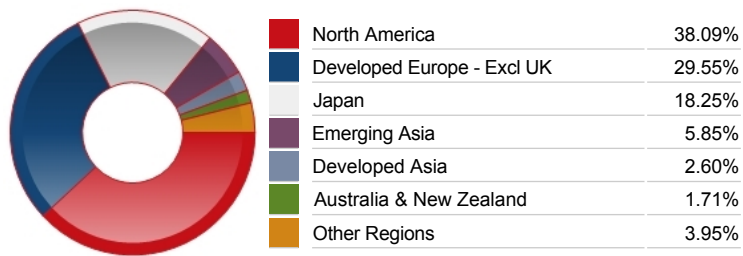 North America 38.09%
Developed Europe - Excl UK 29.55%
Japan 18.25%
Emerging Asia 5.85%
Developed Asia 2.60%
Australia & New Zealand 1.71%
Other Regions 3.95%